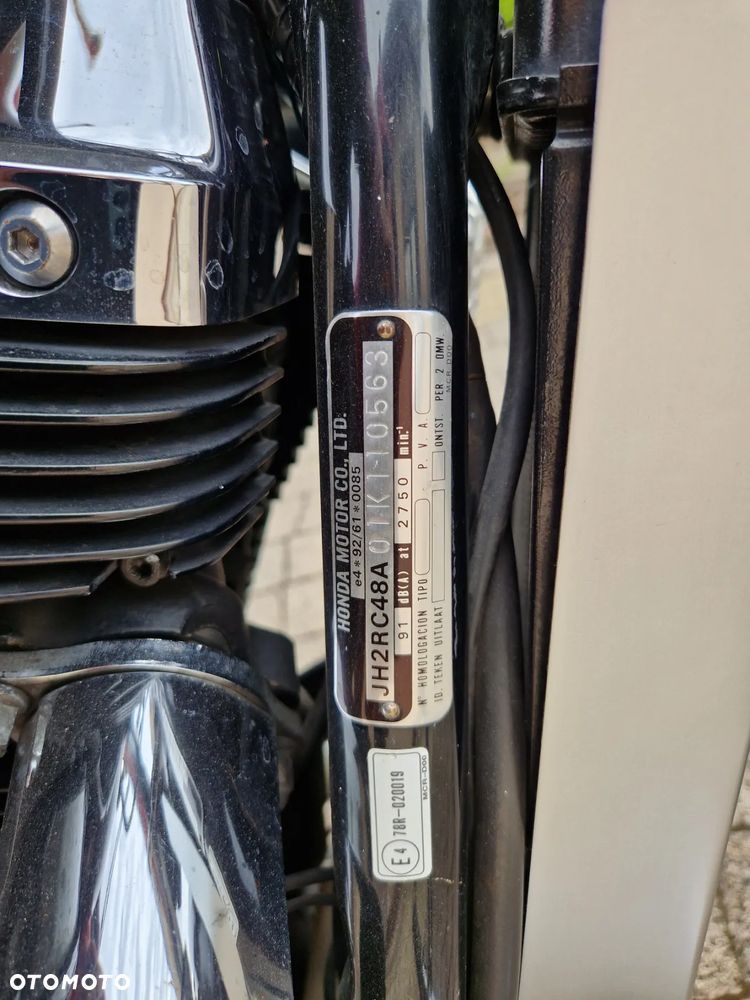 HONDA MOTOR CO., LTD.
e4*92/61*0085
JH2RC48A01K110563
91 dB(A) at 2750 min.⁻¹
Nº HOMOLOGACION TIPO P. V. A.
ID. TEKEN UITLAAT ONTST. PER 2 OMW.
MCR-D00
E4 78R-020019
MCR-D00
OTOMOTO